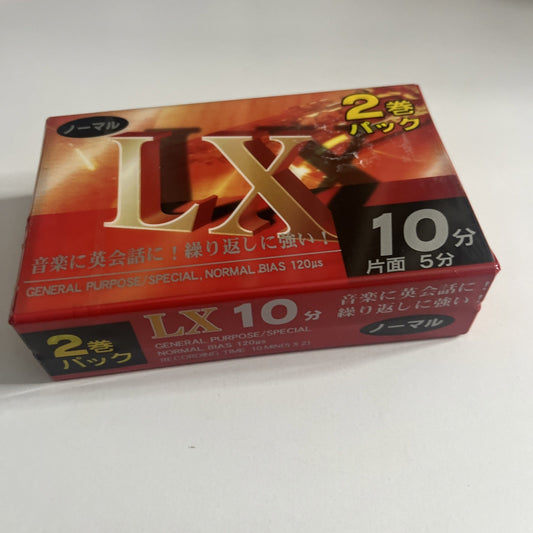 ノーマル
2巻
パック
LX
音楽に英会話に!繰り返しに強い!
GENERAL PURPOSE/SPECIAL, NORMAL BIAS 120μs
10分
片面 5分
2巻
パック
LX 10分
GENERAL PURPOSE/SPECIAL
NORMAL BIAS 120μs
RECORDING TIME 10 MIN(5×2)
音楽に英会話に!
繰り返しに強い!
ノーマル